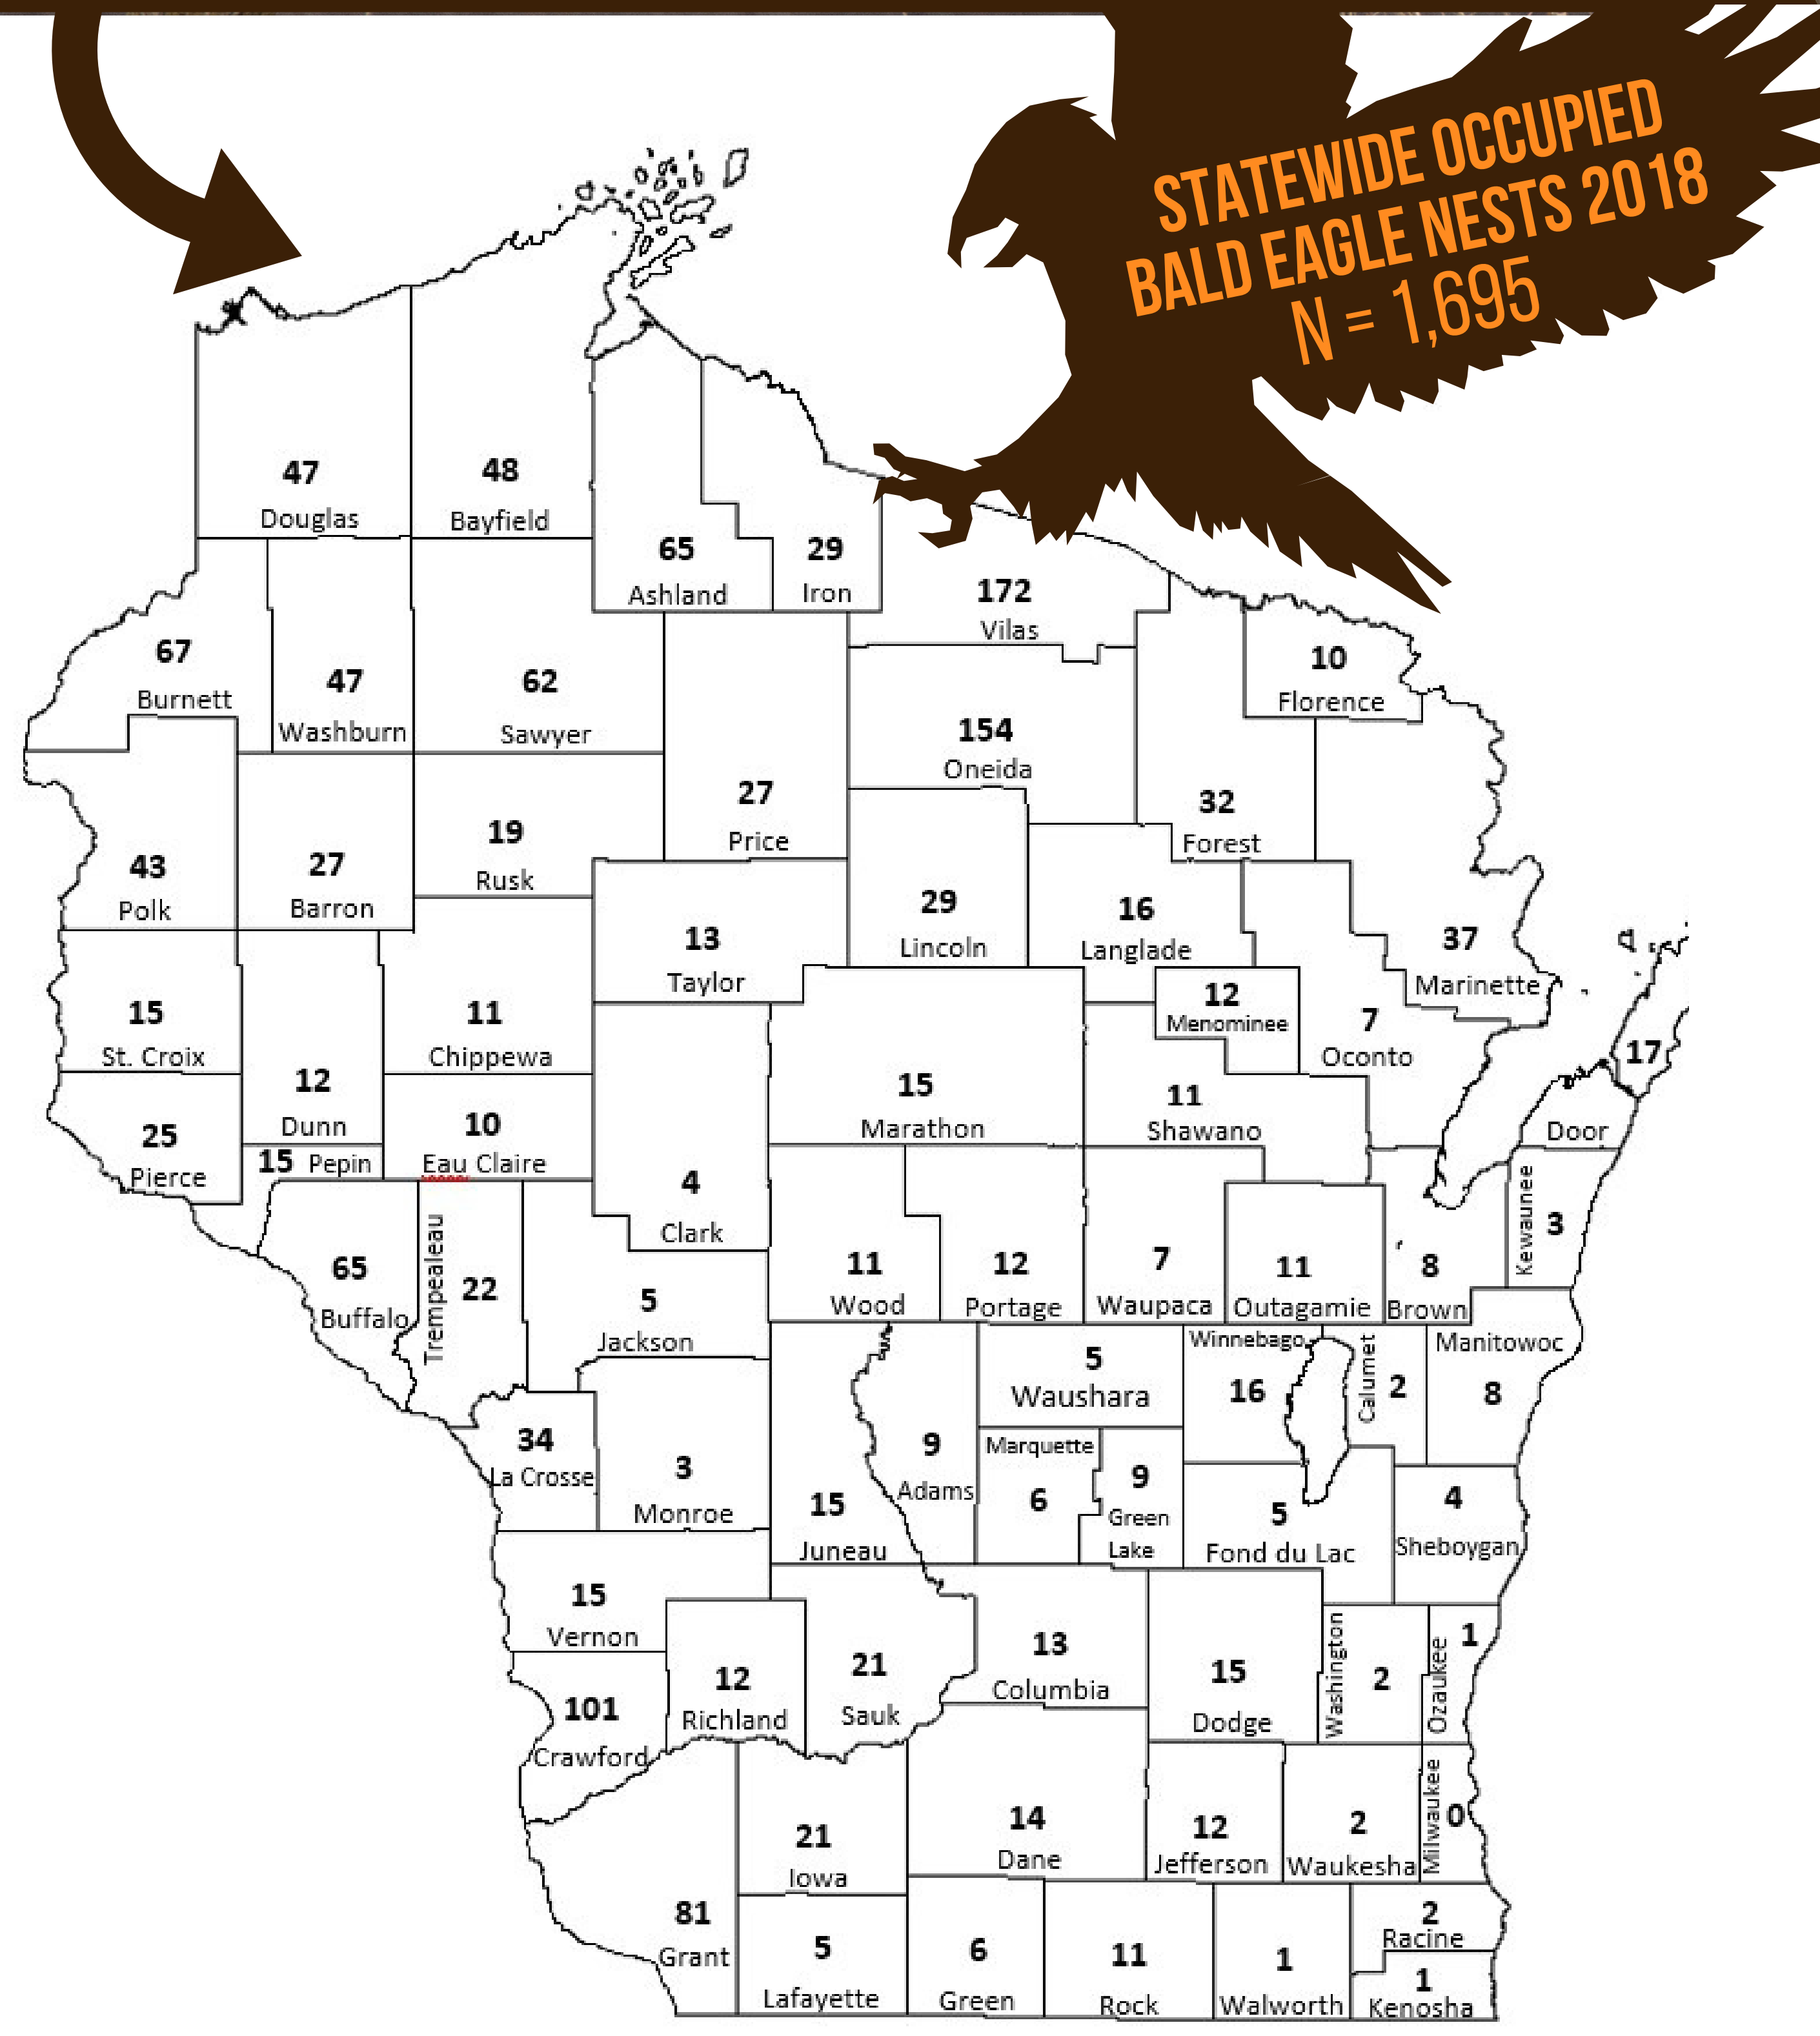 STATEWIDE OCCUPIED
BALD EAGLE NESTS 2018
N = 1,695
47
Douglas
48
Bayfield
65
Ashland
29
Iron
172
Vilas
67
Burnett
47
Washburn
62
Sawyer
10
Florence
154
Oneida
27
Price
32
Forest
43
Polk
27
Barron
19
Rusk
13
Taylor
29
Lincoln
16
Langlade
37
Marinette
12
Menominee
7
Oconto
15
St. Croix
11
Chippewa
17
Door
12
Dunn
15
Marathon
11
Shawano
25
Pierce
15 Pepin
10
Eau Claire
4
Clark
65
Buffalo
Trempealeau
22
5
Jackson
11
Wood
12
Portage
7
Waupaca
11
Outagamie
8
Brown
Kewaunee
3
5
Waushara
Winnebago
16
Calumet
2
Manitowoc
8
34
La Crosse
3
Monroe
15
Juneau
9
Adams
Marquette
6
9
Green
Lake
5
Fond du Lac
4
Sheboygan
15
Vernon
101
Crawford
12
Richland
21
Sauk
13
Columbia
15
Dodge
Washington
2
Ozaukee
1
21
Iowa
14
Dane
12
Jefferson
2
Waukesha
Milwaukee
0
81
Grant
5
Lafayette
6
Green
11
Rock
1
Walworth
2
Racine
1
Kenosha